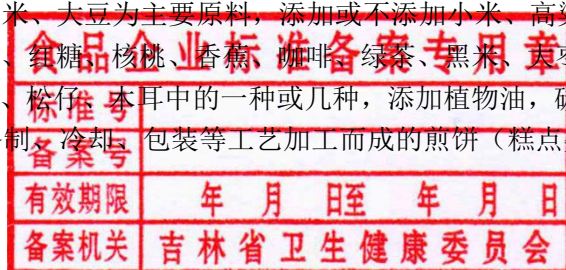 米、大豆为主要原料，添加或不添加小米、高粱
食品企业标准备案专用章
、红糖、核桃、香蕉、咖啡、绿茶、黑米、大枣
标准号
、松仔、木耳中的一种或几种，添加植物油，
备案号
制、冷却、包装等工艺加工而成的煎饼（糕点
有效期限 年 月 日至 年 月 日
备案机关 吉林省卫生健康委员会